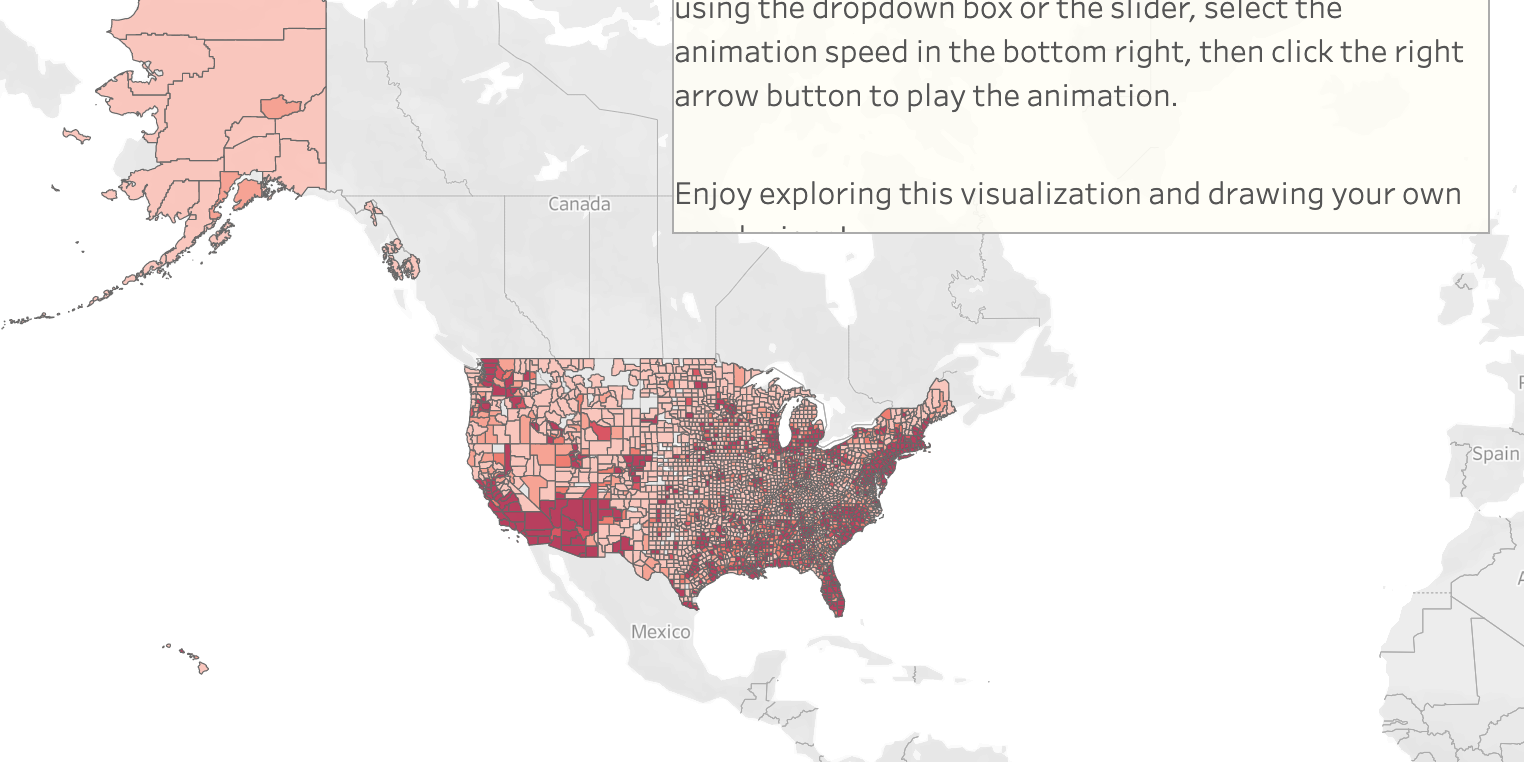 using the dropdown box or the slider, select the
animation speed in the bottom right, then click the right
arrow button to play the animation.
Enjoy exploring this visualization and drawing your own
Canada
Spain
Mexico